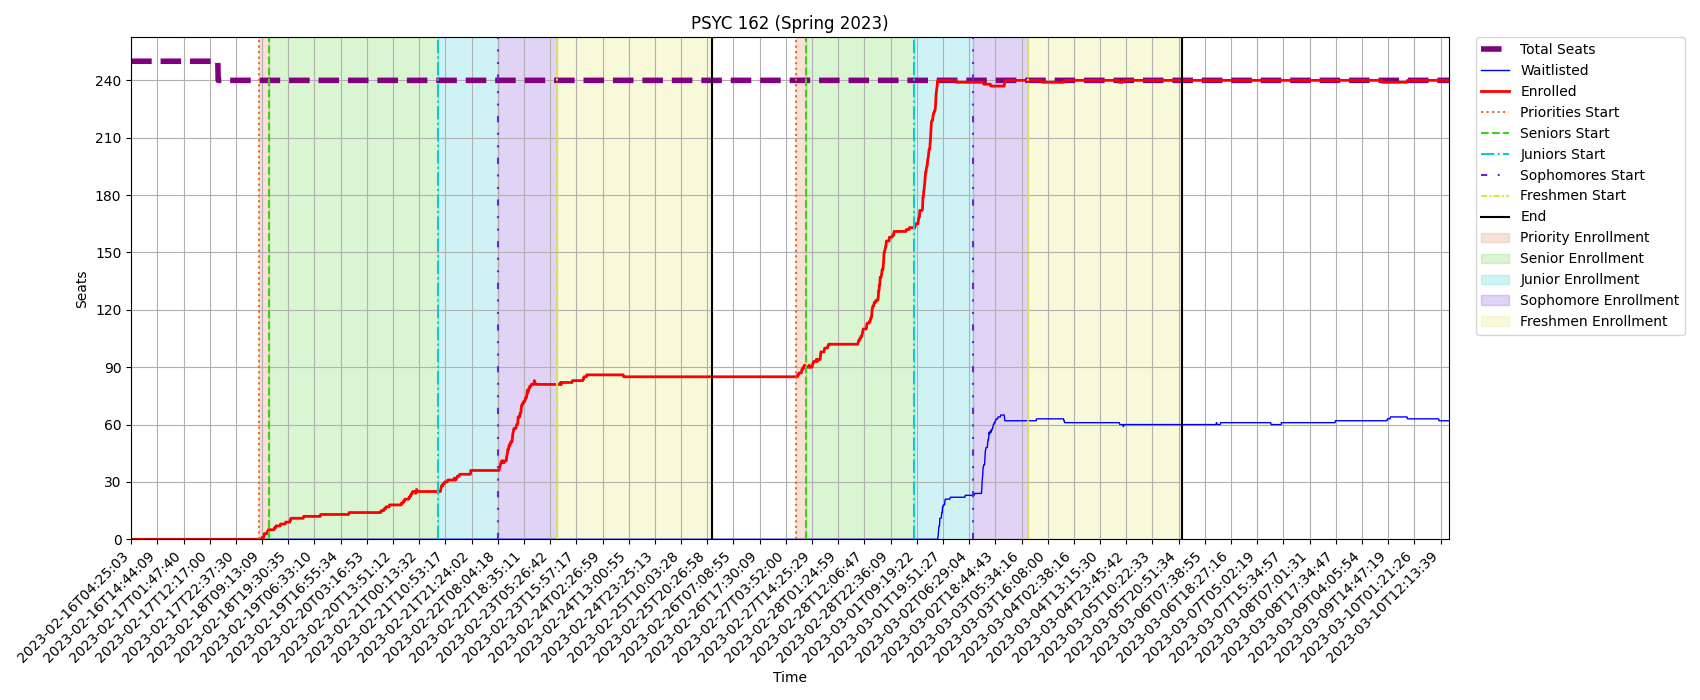 PSYC 162 (Spring 2023)
Seats
240
210
180
150
120
90
60
30
0
2023-02-16T04:25:03
2023-02-16T14:44:09
2023-02-17T01:47:40
2023-02-17T12:17:00
2023-02-17T22:37:30
2023-02-18T09:13:09
2023-02-18T19:30:35
2023-02-19T06:33:10
2023-02-19T16:55:34
2023-02-20T03:16:53
2023-02-20T13:51:12
2023-02-21T00:13:32
2023-02-21T10:53:17
2023-02-21T21:24:02
2023-02-22T08:04:18
2023-02-22T18:35:11
2023-02-23T05:26:42
2023-02-23T15:57:17
2023-02-24T02:26:59
2023-02-24T13:00:55
2023-02-24T23:25:13
2023-02-25T10:03:28
2023-02-25T20:26:58
2023-02-26T07:08:55
2023-02-26T17:30:09
2023-02-27T03:52:00
2023-02-27T14:25:29
2023-02-28T01:24:59
2023-02-28T12:06:47
2023-02-28T22:36:09
2023-03-01T09:19:22
2023-03-01T19:51:27
2023-03-02T06:29:04
2023-03-02T18:44:43
2023-03-03T05:34:16
2023-03-03T16:08:00
2023-03-04T02:38:16
2023-03-04T13:15:30
2023-03-04T23:45:42
2023-03-05T10:22:33
2023-03-05T20:51:34
2023-03-06T07:38:55
2023-03-06T18:27:16
2023-03-07T05:02:19
2023-03-07T15:34:57
2023-03-08T07:01:31
2023-03-08T17:34:47
2023-03-09T04:05:54
2023-03-09T14:47:19
2023-03-10T01:21:26
2023-03-10T12:13:39
Time
Total Seats
Waitlisted
Enrolled
Priorities Start
Seniors Start
Juniors Start
Sophomores Start
Freshmen Start
End
Priority Enrollment
Senior Enrollment
Junior Enrollment
Sophomore Enrollment
Freshmen Enrollment